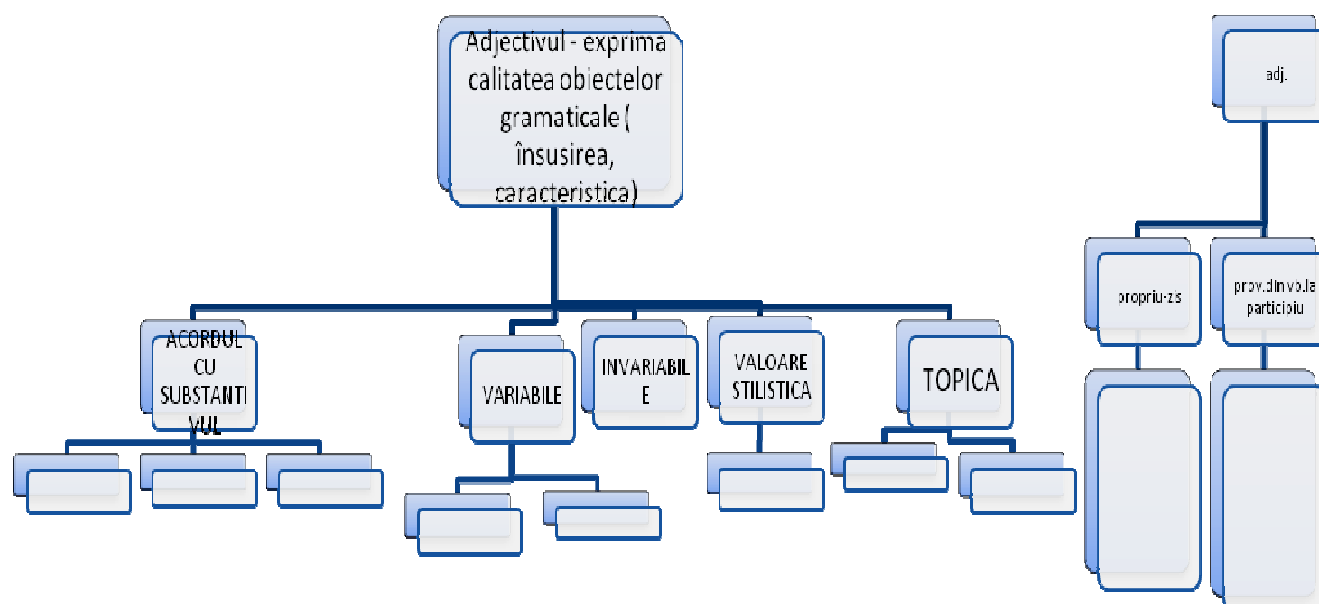 Adjectivul - exprima
calitatea obiectelor
gramaticale (
însusirea,
caracteristica)
adj.
propriu-zis
prov.din vb.la
participiu
ACORDUL
CU
SUBSTANTI
VUL
VARIABILE
INVARIABIL
E
VALOARE
STILISTICA
TOPICA